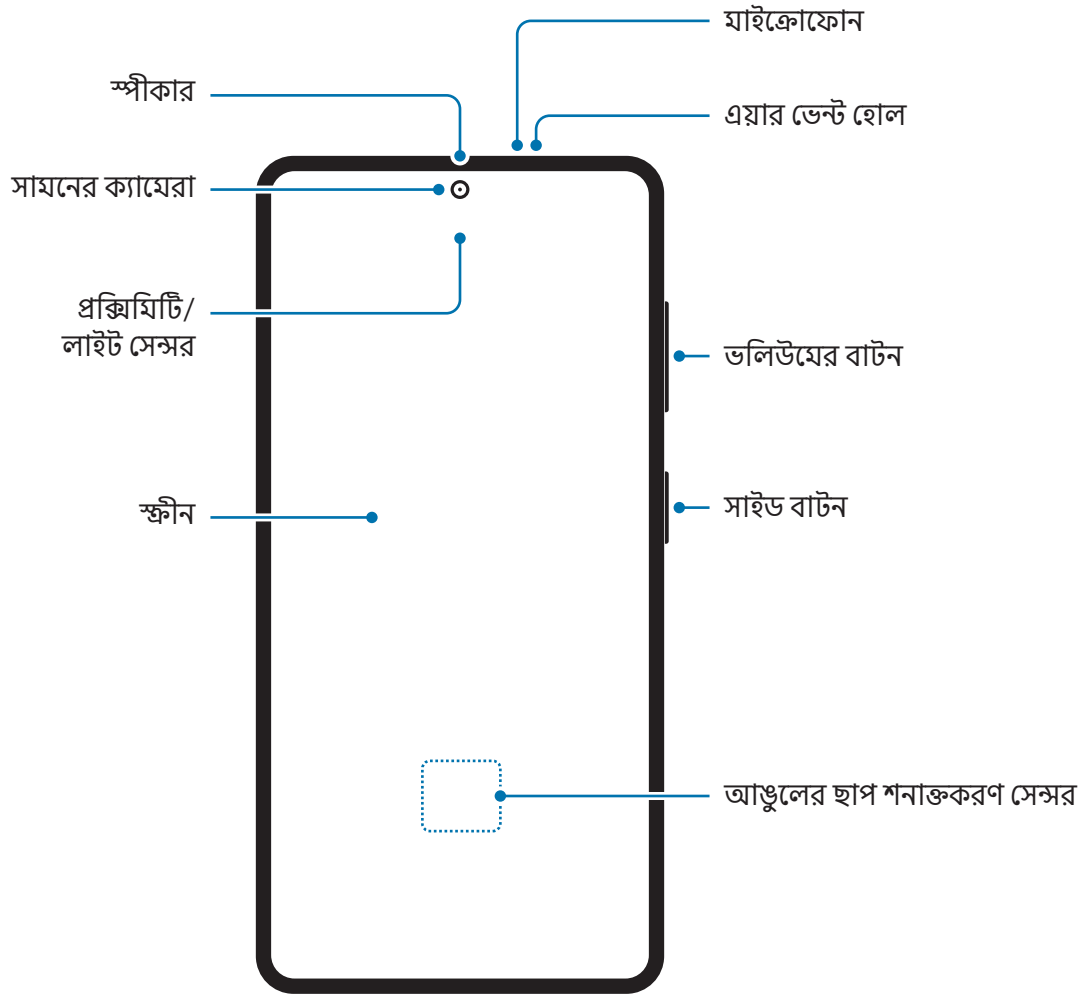 মাইক্রোফোন
স্পীকার
এয়ার ভেন্ট হোল
সামনের ক্যামেরা
প্রক্সিমিটি/
লাইট সেন্সর
ভলিউমের বাটন
স্ক্রীন
সাইড বাটন
আঙুলের ছাপ শনাক্তকরণ সেন্সর